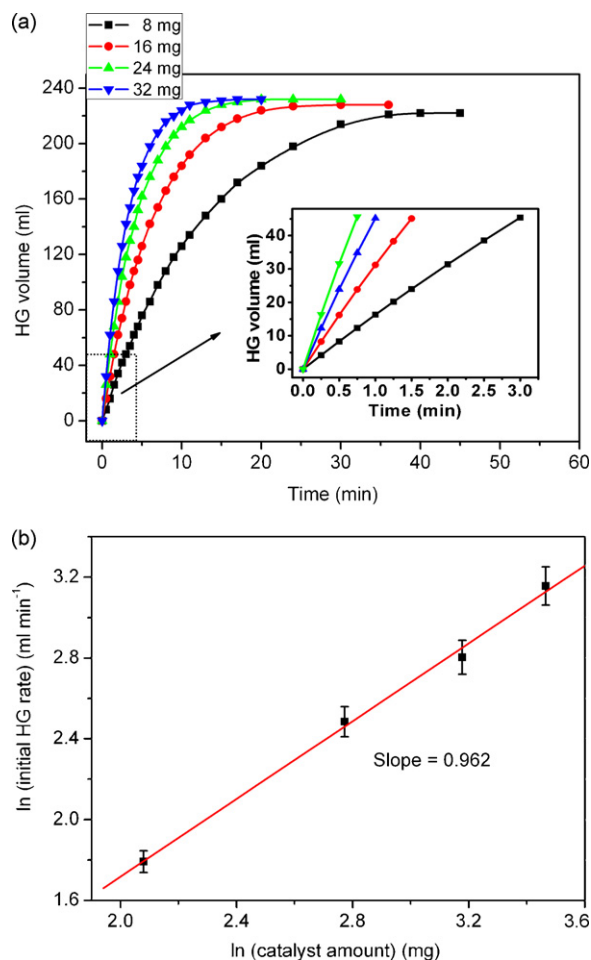 (a)
8 mg
16 mg
24 mg
32 mg
240
200
160
120
80
40
0
HG volume (ml)
0 10 20 30 40 50 60
Time (min)
40
30
20
10
0
HG volume (ml)
0.0 0.5 1.0 1.5 2.0 2.5 3.0
Time (min)
(b)
3.2
2.8
2.4
2.0
1.6
ln (initial HG rate) (ml min⁻¹)
Slope = 0.962
2.0 2.4 2.8 3.2 3.6
ln (catalyst amount) (mg)